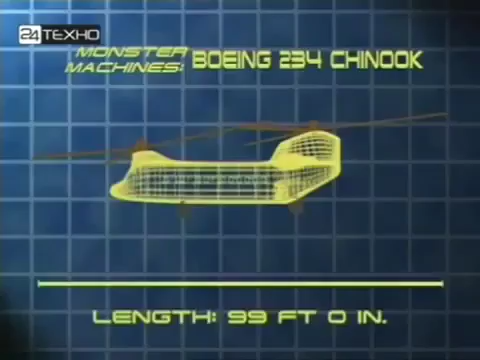 24 ТЕХНО
MONSTER
MACHINES: BOEING 234 CHINOOK
LENGTH: 99 FT 0 IN.